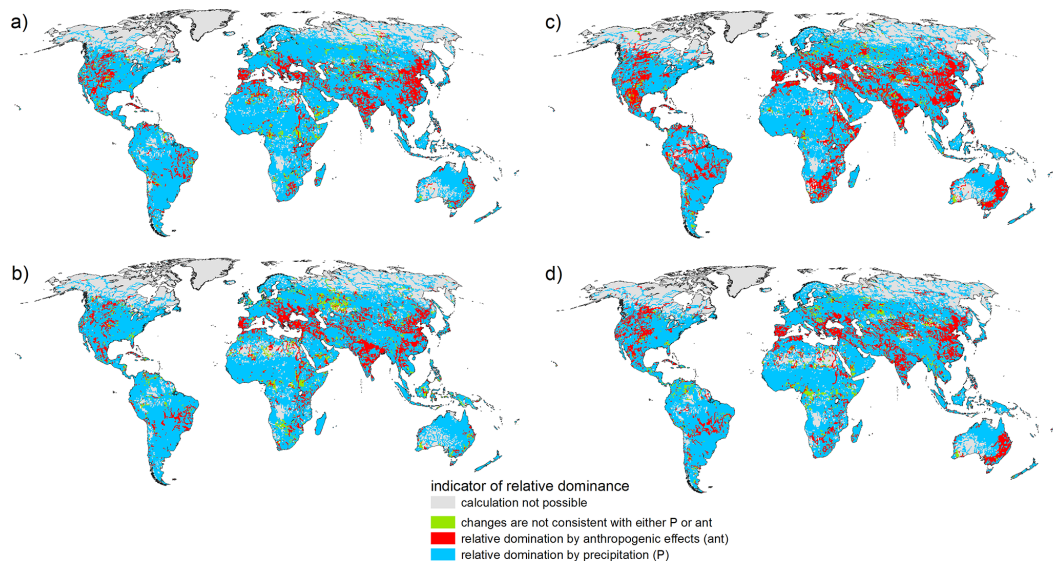 a)
c)
b)
d)
indicator of relative dominance
calculation not possible
changes are not consistent with either P or ant
relative domination by anthropogenic effects (ant)
relative domination by precipitation (P)